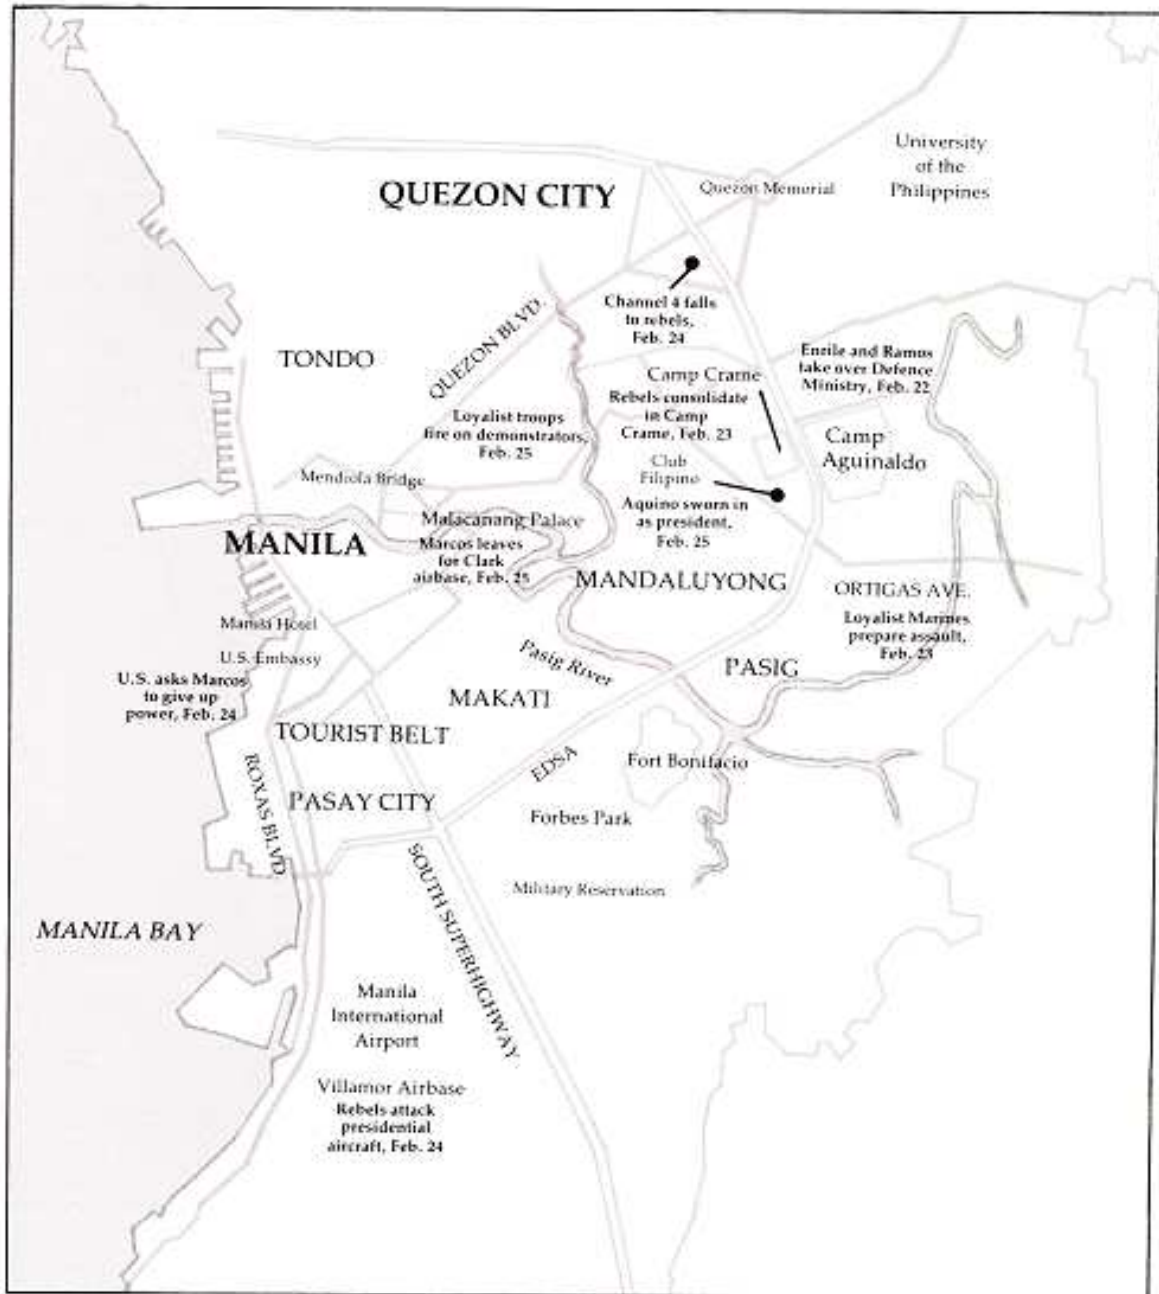 University
of the
Philippines
QUEZON CITY
Quezon Memorial
Channel 4 falls
to rebels,
Feb. 24
QUEZON BLVD.
TONDO
Enrile and Ramos
take over Defence
Ministry, Feb. 22
Camp Crame
Rebels consolidate
in Camp
Crame, Feb. 23
Loyalist troops
fire on demonstrators,
Feb. 25
Camp
Aguinaldo
Club
Filipino
Mendiola Bridge
Aquino sworn in
as president,
Feb. 25
Malacanang Palace
MANILA
Marcos leaves
for Clark
airbase, Feb. 25
MANDALUYONG
ORTIGAS AVE.
Loyalist Marines
prepare assault,
Feb. 23
Manila Hotel
U.S. Embassy
U.S. asks Marcos
to give up
power, Feb. 24
Pasig River
PASIG
MAKATI
TOURIST BELT
EDSA
Fort Bonifacio
ROXAS BLVD
PASAY CITY
Forbes Park
SOUTH SUPERHIGHWAY
Military Reservation
MANILA BAY
Manila
International
Airport
Villamor Airbase
Rebels attack
presidential
aircraft, Feb. 24